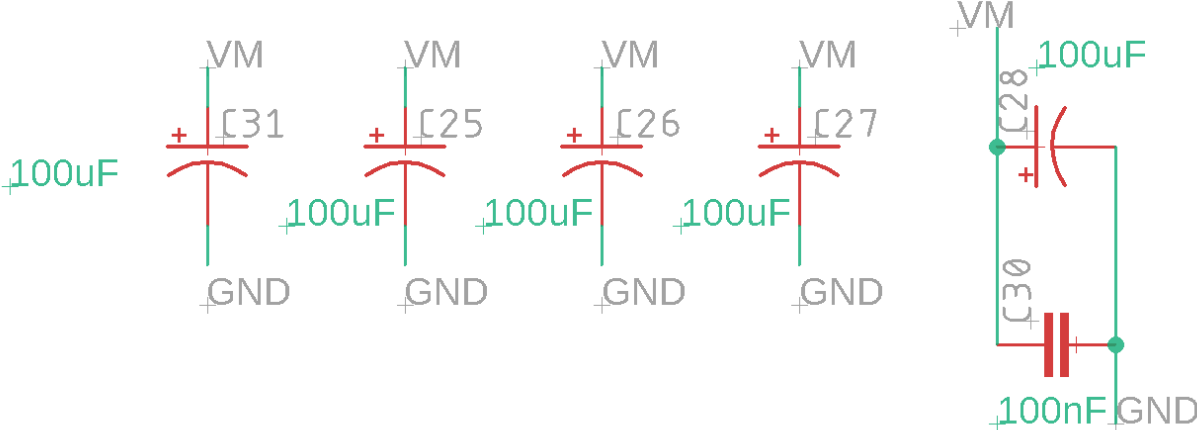 VM
VM
VM
VM
VM
C31
C25
C26
C27
C28
100uF
100uF
100uF
100uF
100uF
C30
GND
GND
GND
GND
100nF
GND